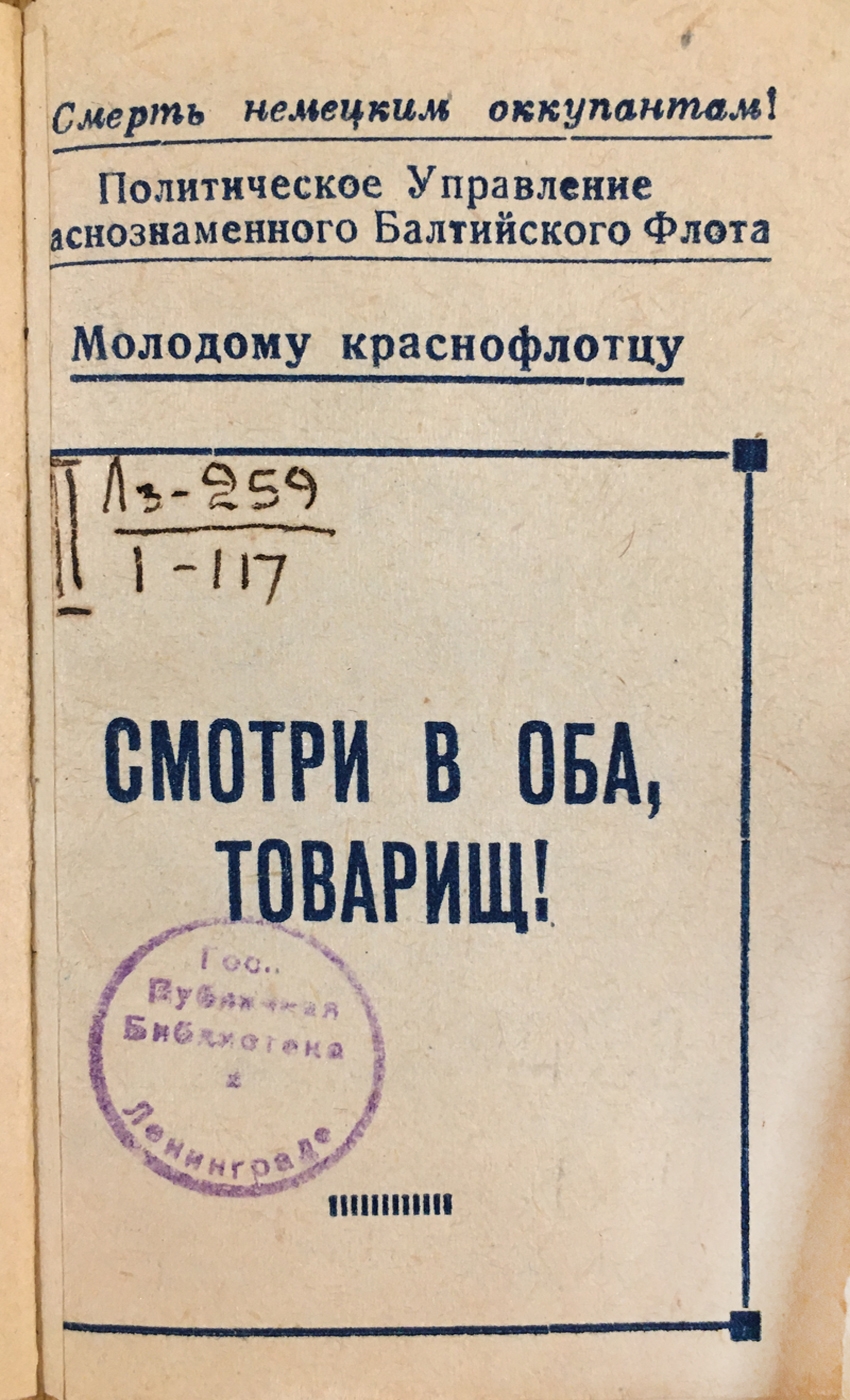 Смерть немецким оккупантам!
Политическое Управление
аснознаменного Балтийского Флота
Молодому краснофлотцу
II Лз-259
1-117
СМОТРИ В ОБА,
ТОВАРИЩ!
Гос.
Публичная
Библиотека
в
Ленинграде